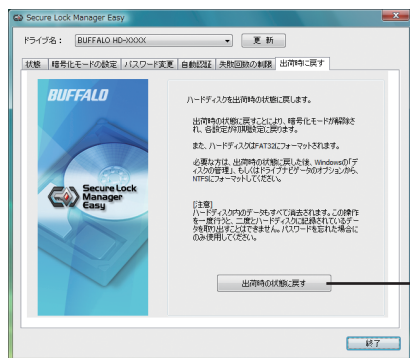 Secure Lock Manager Easy
ドライブ名： BUFFALO HD-XXXX 更 新
状態 暗号化モードの設定 パスワード変更 自動認証 失敗回数の制限 出荷時に戻す
BUFFALO
Secure Lock
Manager
Easy
ハードディスクを出荷時の状態に戻します。
出荷時の状態に戻すことにより、暗号化モードが解除さ
れ、各設定が初期設定に戻ります。
また、ハードディスクはFAT32にフォーマットされます。
必要な方は、出荷時の状態に戻した後、Windowsの「デ
ィスクの管理」、もしくはドライブナビゲータのオプションから、
NTFSにフォーマットしてください。
[注意]
ハードディスク内のデータもすべて消去されます。この操作
を一度行うと、二度とハードディスクに記録されているデー
タを取り出すことはできません。パスワードを忘れた場合に
のみ使用してください。
出荷時の状態に戻す
終了